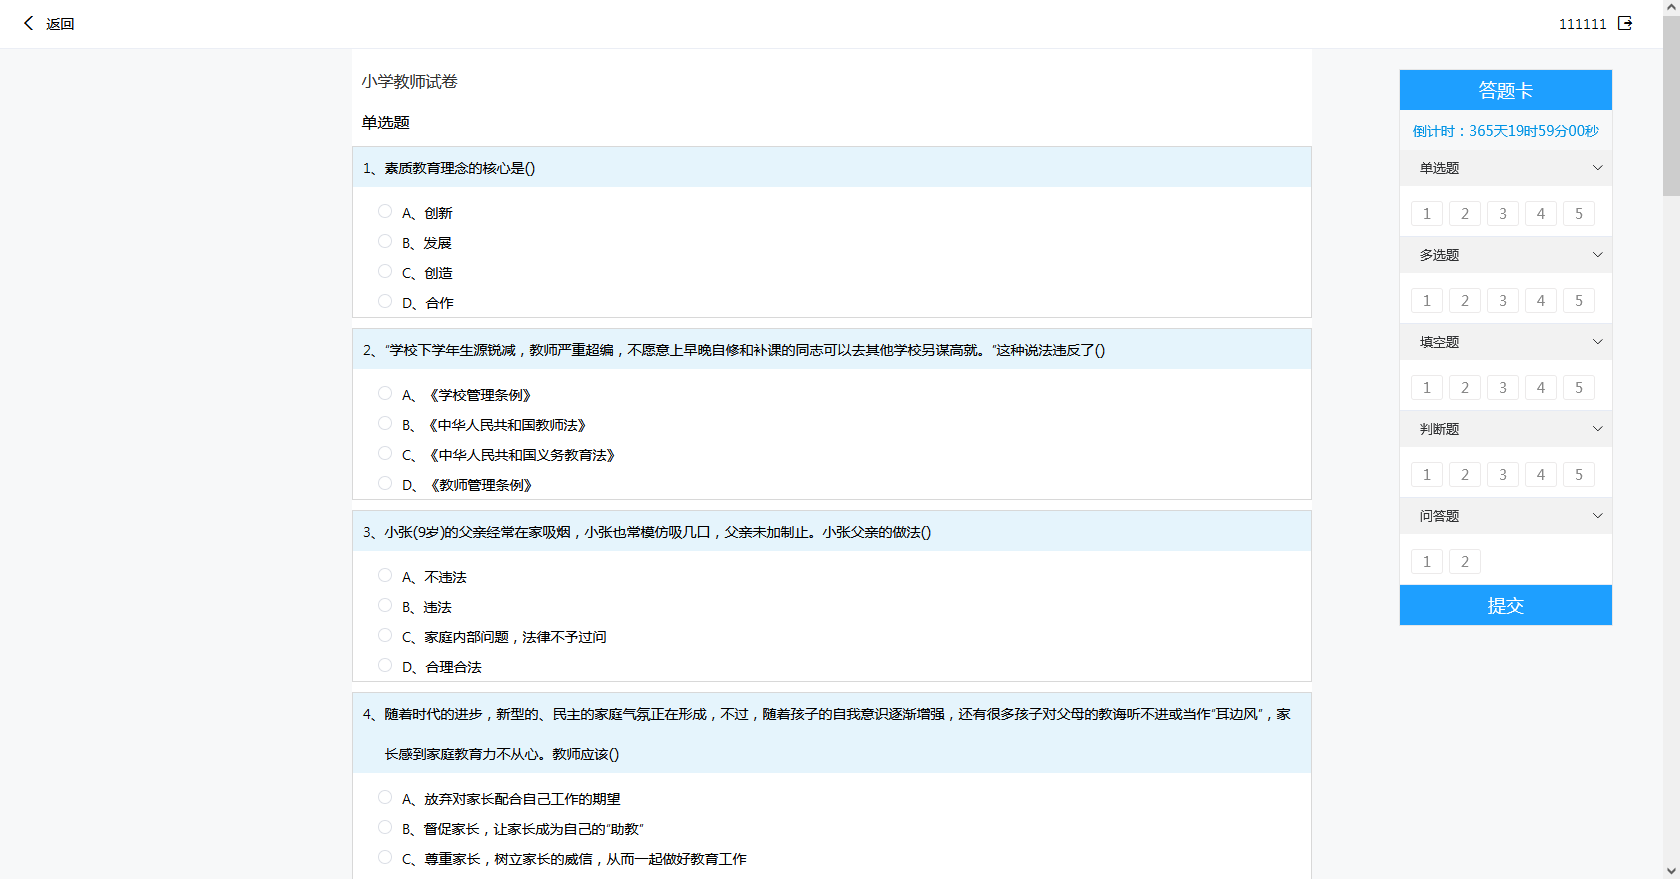 返回
111111
小学教师试卷
单选题
1、素质教育理念的核心是()
A、创新
B、发展
C、创造
D、合作
2、“学校下学年生源锐减，教师严重超编，不愿意上早晚自修和补课的同志可以去其他学校另谋高就。”这种说法违反了()
A、《学校管理条例》
B、《中华人民共和国教师法》
C、《中华人民共和国义务教育法》
D、《教师管理条例》
3、小张(9岁)的父亲经常在家吸烟，小张也常模仿吸几口，父亲未加制止。小张父亲的做法()
A、不违法
B、违法
C、家庭内部问题，法律不予过问
D、合理合法
4、随着时代的进步，新型的、民主的家庭气氛正在形成，不过，随着孩子的自我意识逐渐增强，还有很多孩子对父母的教诲听不进或当作“耳边风”，家
长感到家庭教育力不从心。教师应该()
A、放弃对家长配合自己工作的期望
B、督促家长，让家长成为自己的“助教”
C、尊重家长，树立家长的威信，从而一起做好教育工作
答题卡
倒计时：365天19时59分00秒
单选题
1 2 3 4 5
多选题
1 2 3 4 5
填空题
1 2 3 4 5
判断题
1 2 3 4 5
问答题
1 2
提交